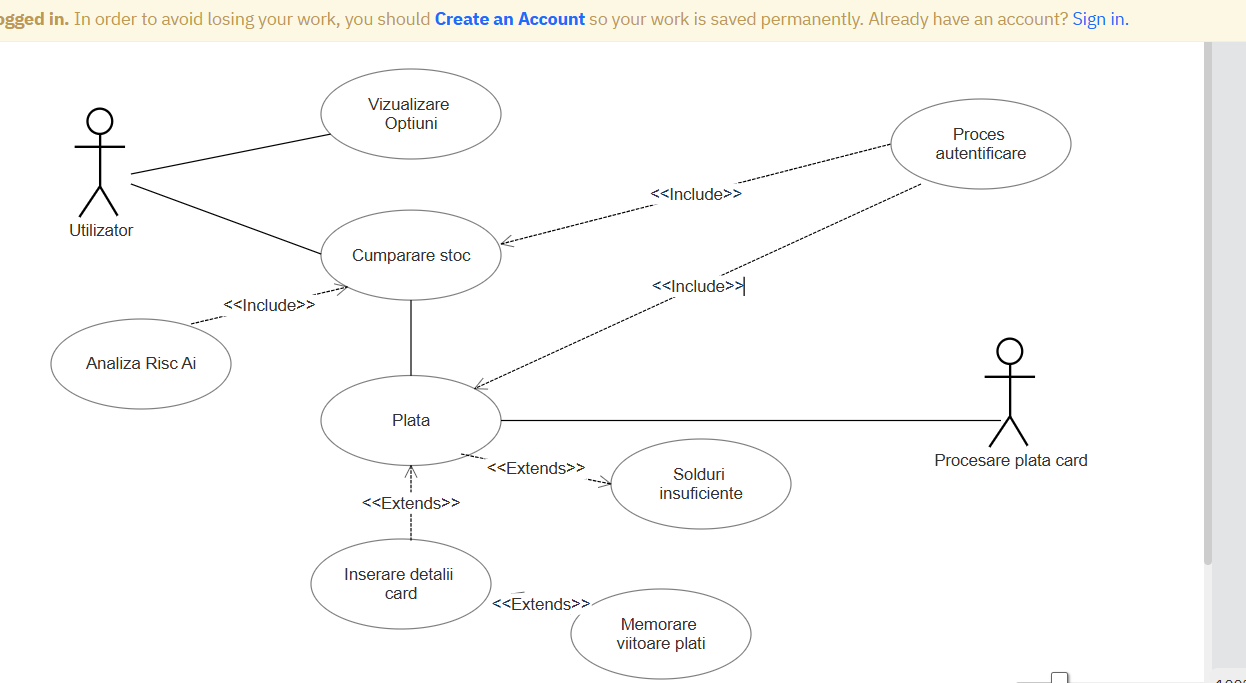 ogged in. In order to avoid losing your work, you should Create an Account so your work is saved permanently. Already have an account? Sign in.
Vizualizare
Optiuni
Proces
autentificare
<<Include>>
Utilizator
Cumparare stoc
<<Include>>
<<Include>>
Analiza Risc Ai
Plata
Procesare plata card
<<Extends>>
Solduri
insuficiente
<<Extends>>
Inserare detalii
card
<<Extends>>
Memorare
viitoare plati